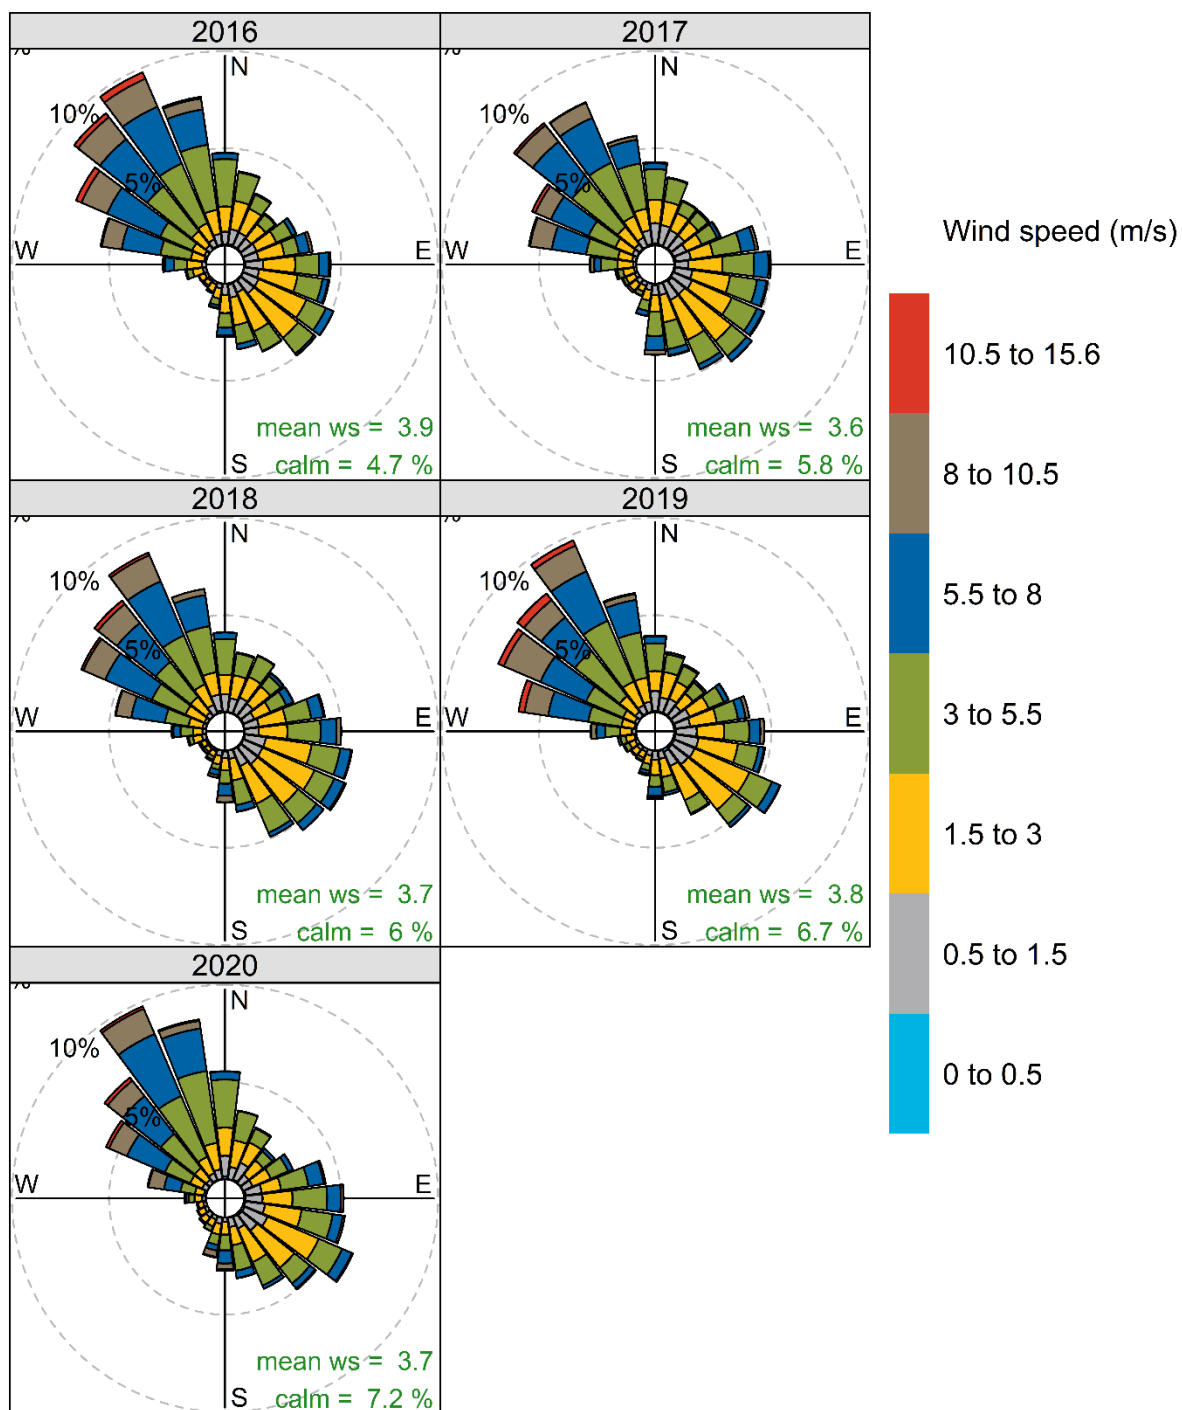 2016
2017
%
N
10%
5%
W
E
S
mean ws = 3.9
calm = 4.7 %
%
N
10%
5%
W
E
S
mean ws = 3.6
calm = 5.8 %
2018
2019
%
N
10%
5%
W
E
S
mean ws = 3.7
calm = 6 %
%
N
10%
5%
W
E
S
mean ws = 3.8
calm = 6.7 %
2020
%
N
10%
5%
W
E
S
mean ws = 3.7
calm = 7.2 %
Wind speed (m/s)
10.5 to 15.6
8 to 10.5
5.5 to 8
3 to 5.5
1.5 to 3
0.5 to 1.5
0 to 0.5